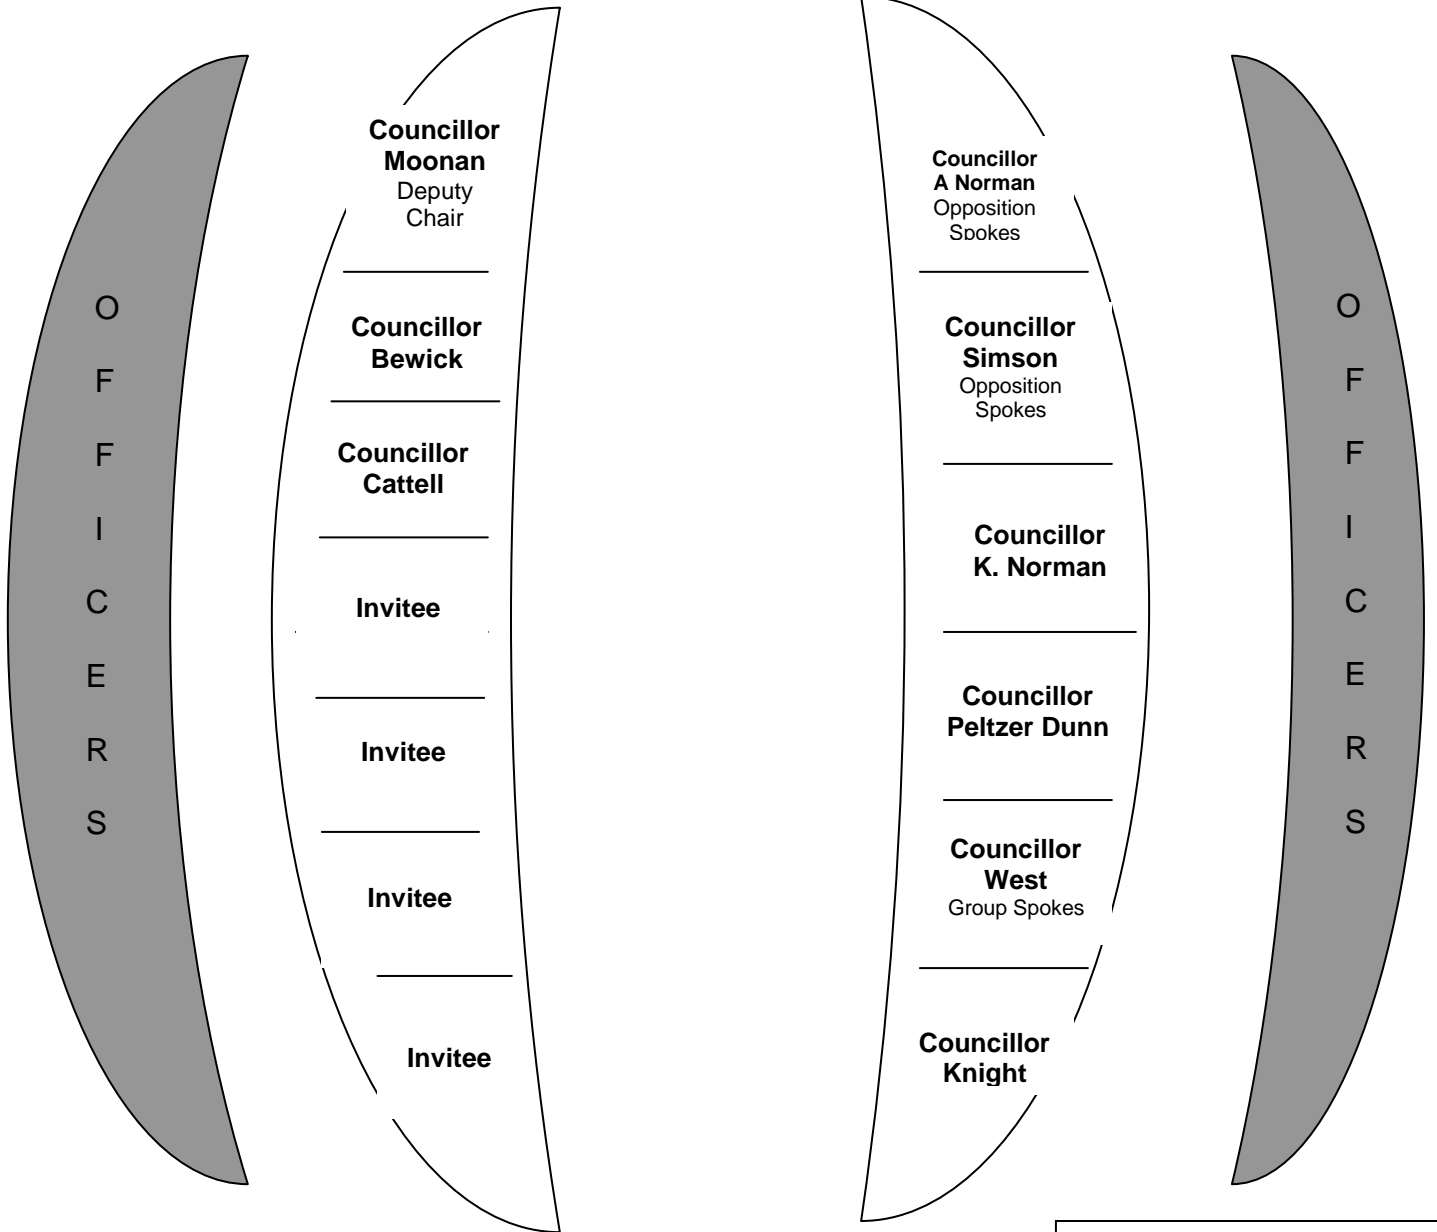 O
F
F
I
C
E
R
S
Councillor
Moonan
Deputy
Chair
Councillor
Bewick
Councillor
Cattell
Invitee
Invitee
Invitee
Invitee
Councillor
A Norman
Opposition
Spokes
Councillor
Simson
Opposition
Spokes
Councillor
K. Norman
Councillor
Peltzer Dunn
Councillor
West
Group Spokes
Councillor
Knight
O
F
F
I
C
E
R
S